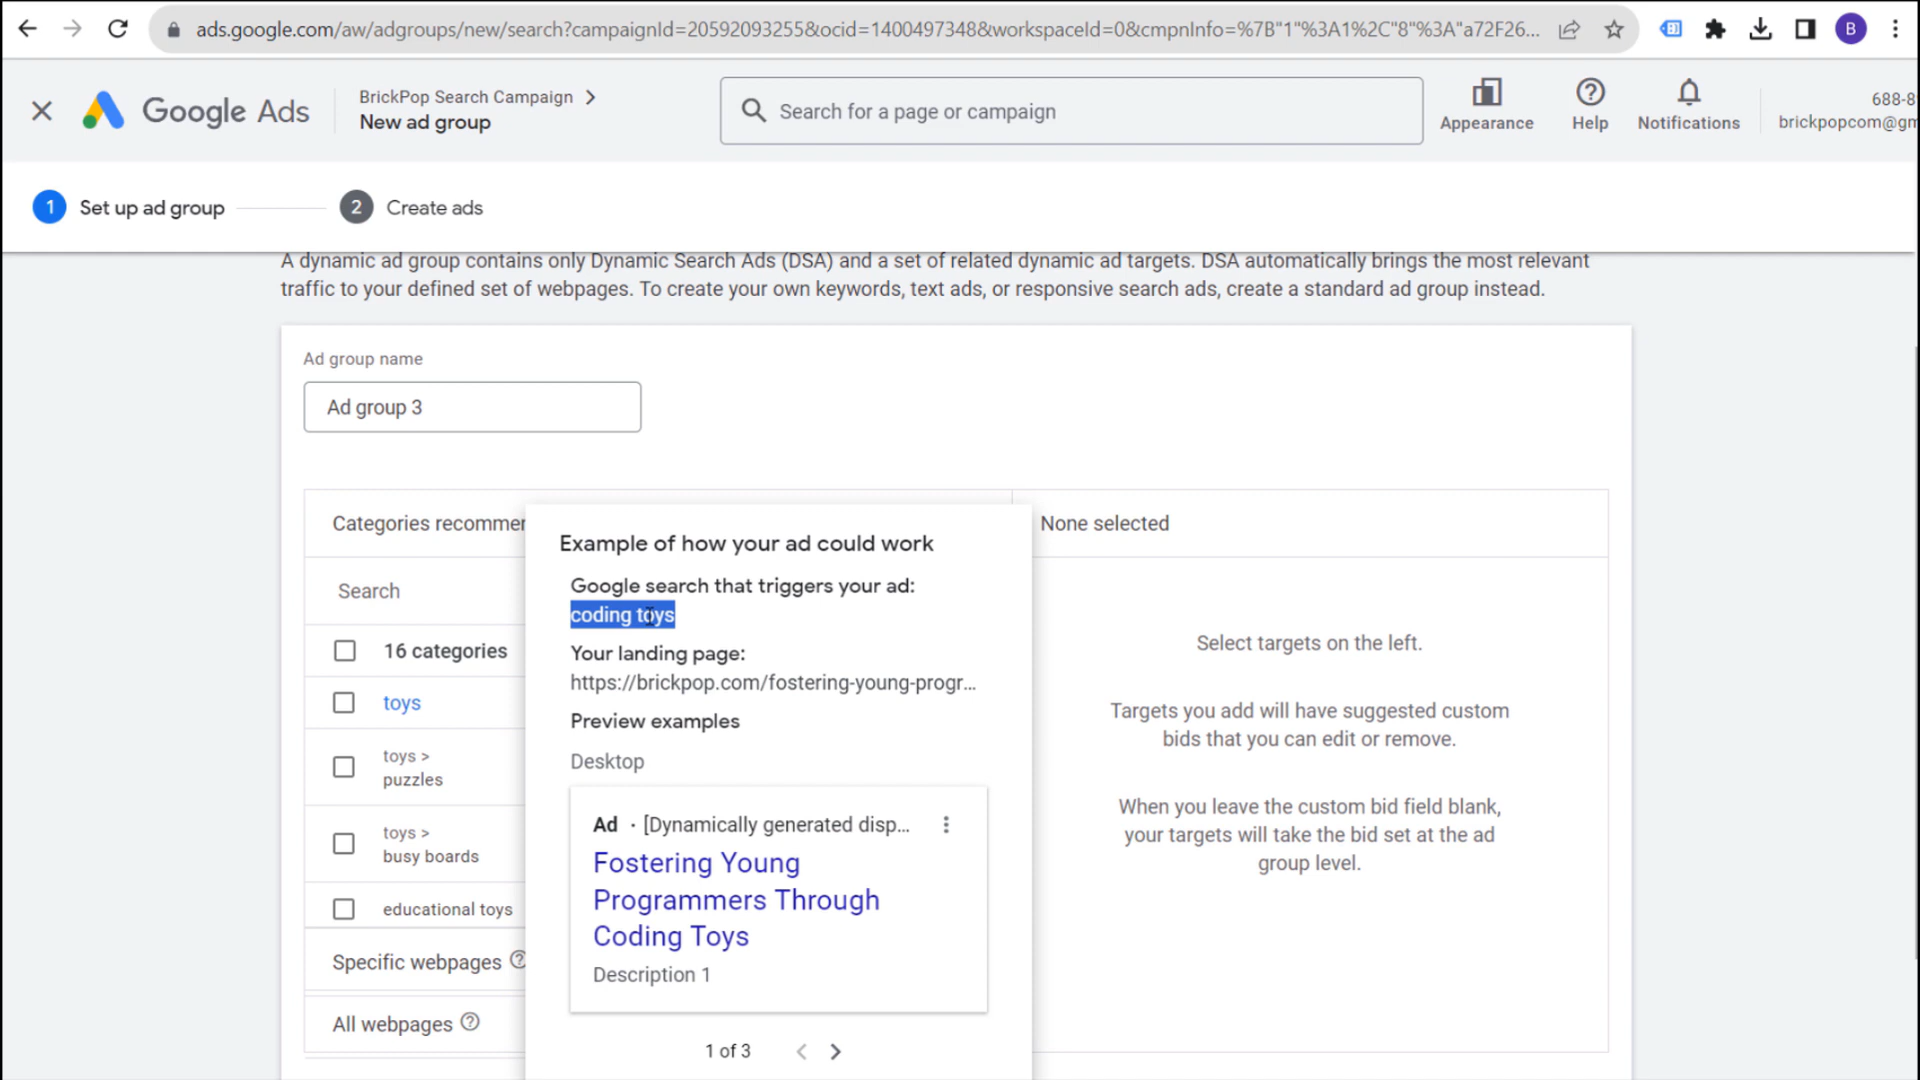 ads.google.com/aw/adgroups/new/search?campaignId=20592093255&ocid=1400497348&workspaceId=0&cmpnInfo=%7B"1"%3A1%2C"8"%3A"a72F26...
B
Google Ads
BrickPop Search Campaign
New ad group
Search for a page or campaign
Appearance
Help
Notifications
688-8
brickpopcom@gm
1 Set up ad group
2 Create ads
A dynamic ad group contains only Dynamic Search Ads (DSA) and a set of related dynamic ad targets. DSA automatically brings the most relevant
traffic to your defined set of webpages. To create your own keywords, text ads, or responsive search ads, create a standard ad group instead.
Ad group name
Ad group 3
Categories recommen
Search
16 categories
toys
toys >
puzzles
toys >
busy boards
educational toys
Specific webpages
All webpages
Example of how your ad could work
Google search that triggers your ad:
coding toys
Your landing page:
https://brickpop.com/fostering-young-progr...
Preview examples
Desktop
Ad · [Dynamically generated disp...
Fostering Young
Programmers Through
Coding Toys
Description 1
1 of 3
None selected
Select targets on the left.
Targets you add will have suggested custom
bids that you can edit or remove.
When you leave the custom bid field blank,
your targets will take the bid set at the ad
group level.